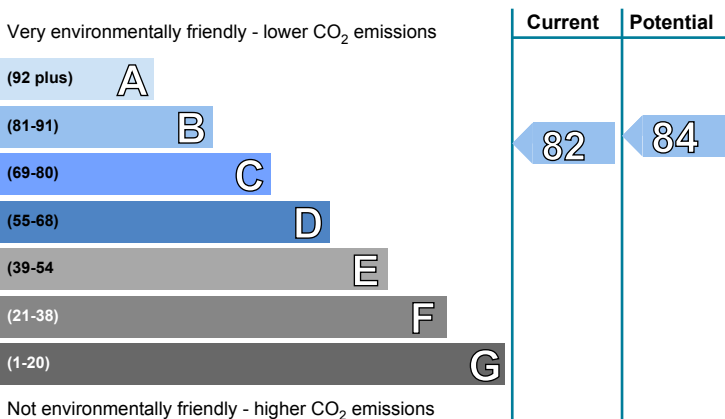 Current Potential
Very environmentally friendly - lower CO2 emissions
(92 plus) A
(81-91) B
82 84
(69-80) C
(55-68) D
(39-54 E
(21-38) F
(1-20) G
Not environmentally friendly - higher CO2 emissions